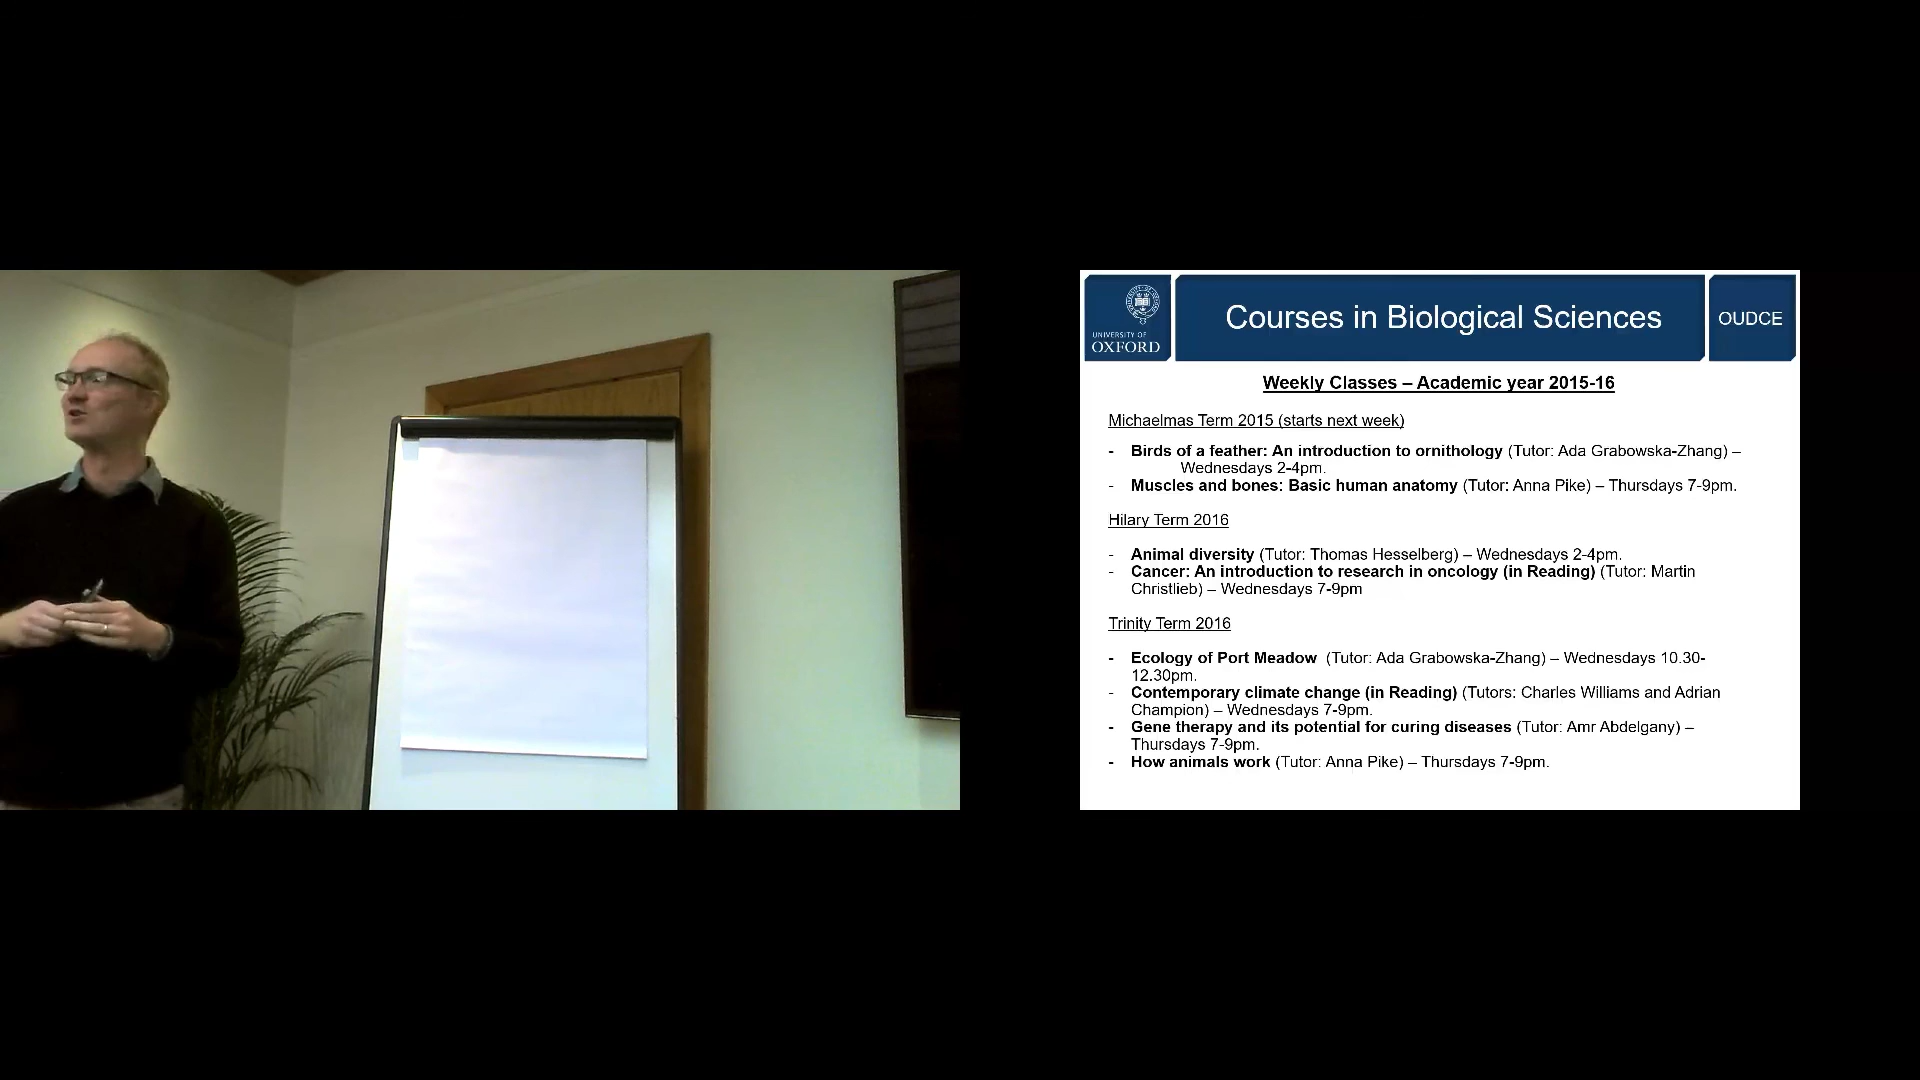 UNIVERSITY OF
OXFORD
Courses in Biological Sciences
OUDCE
Weekly Classes – Academic year 2015-16
Michaelmas Term 2015 (starts next week)
- Birds of a feather: An introduction to ornithology (Tutor: Ada Grabowska-Zhang) –
Wednesdays 2-4pm.
- Muscles and bones: Basic human anatomy (Tutor: Anna Pike) – Thursdays 7-9pm.
Hilary Term 2016
- Animal diversity (Tutor: Thomas Hesselberg) – Wednesdays 2-4pm.
- Cancer: An introduction to research in oncology (in Reading) (Tutor: Martin
Christlieb) – Wednesdays 7-9pm
Trinity Term 2016
- Ecology of Port Meadow (Tutor: Ada Grabowska-Zhang) – Wednesdays 10.30-
12.30pm.
- Contemporary climate change (in Reading) (Tutors: Charles Williams and Adrian
Champion) – Wednesdays 7-9pm.
- Gene therapy and its potential for curing diseases (Tutor: Amr Abdelgany) –
Thursdays 7-9pm.
- How animals work (Tutor: Anna Pike) – Thursdays 7-9pm.